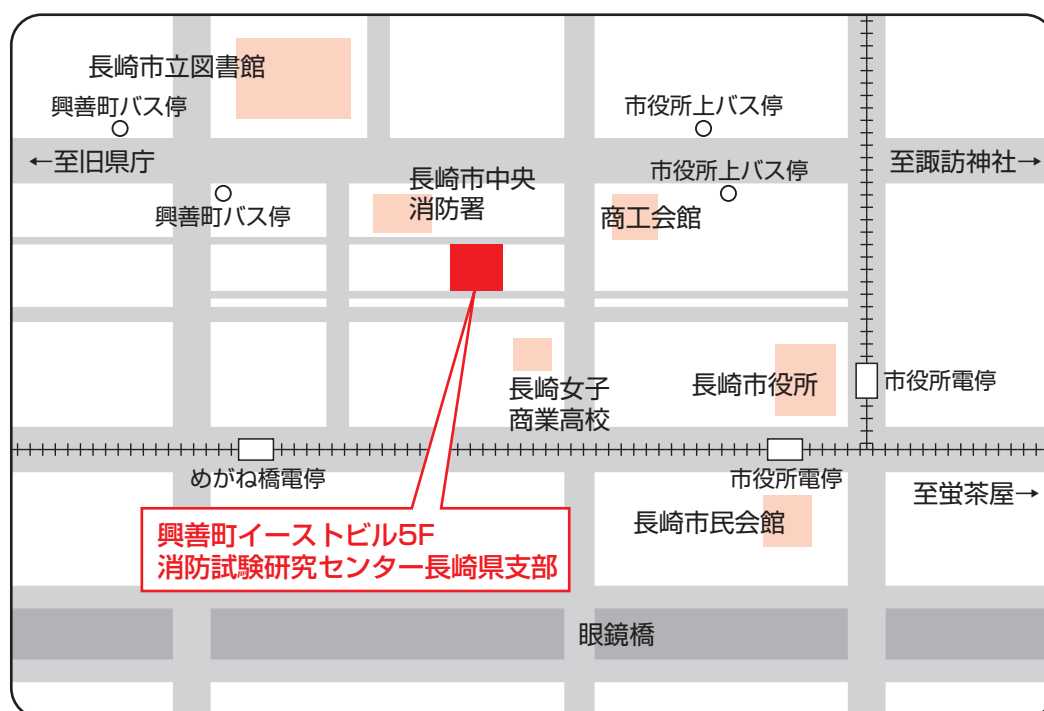 長崎市立図書館
興善町バス停
市役所上バス停
←至旧県庁
至諏訪神社→
長崎市中央
消防署
市役所上バス停
興善町バス停
商工会館
長崎女子
商業高校
長崎市役所
市役所電停
めがね橋電停
市役所電停
至蛍茶屋→
長崎市民会館
興善町イーストビル5F
消防試験研究センター長崎県支部
眼鏡橋